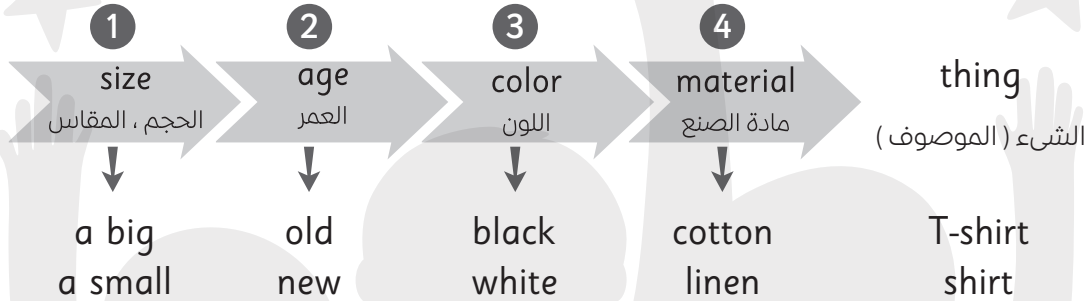 1 2 3 4
size age color material thing
الحجم ، المقاس العمر اللون مادة الصنع الشىء ( الموصوف )
a big old black cotton T-shirt
a small new white linen shirt